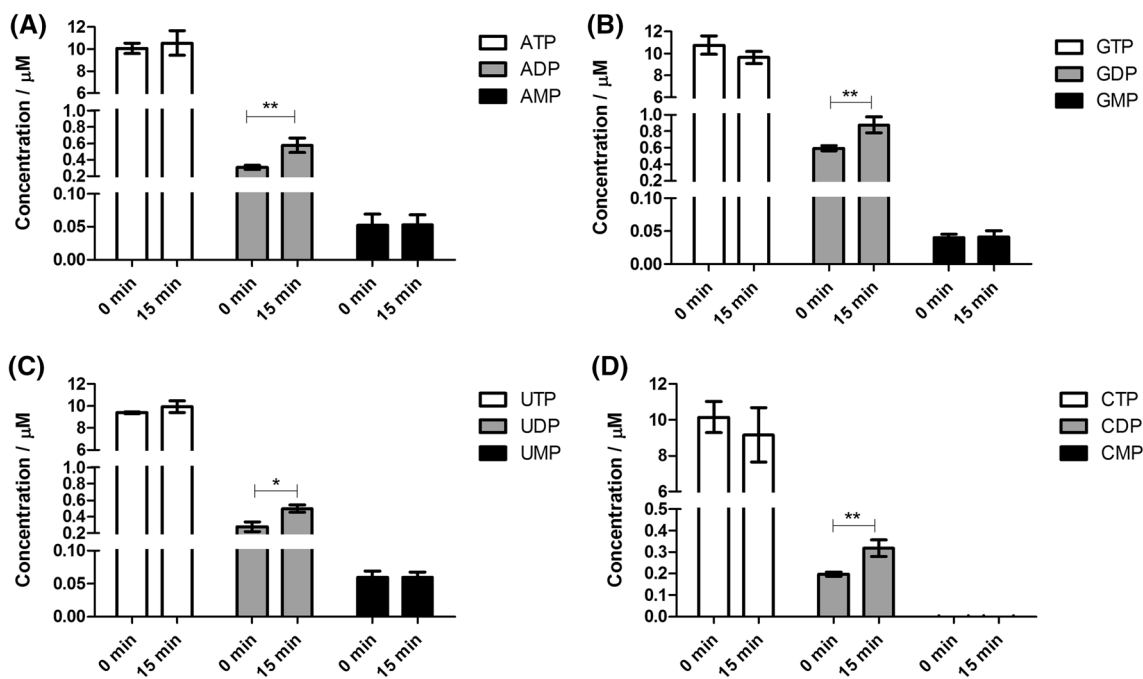 (A)
Concentration / μM
12
10
8
6
1.0
0.8
0.6
0.4
0.2
0.10
0.05
0.00
**
0 min
15 min
0 min
15 min
0 min
15 min
ATP
ADP
AMP
(B)
Concentration / μM
12
10
8
6
1.0
0.8
0.6
0.4
0.2
0.10
0.05
0.00
**
0 min
15 min
0 min
15 min
0 min
15 min
GTP
GDP
GMP
(C)
Concentration / μM
12
10
8
6
1.0
0.8
0.6
0.4
0.2
0.10
0.05
0.00
*
0 min
15 min
0 min
15 min
0 min
15 min
UTP
UDP
UMP
(D)
Concentration / μM
12
10
8
6
0.5
0.4
0.3
0.2
0.1
0.0
**
0 min
15 min
0 min
15 min
0 min
15 min
CTP
CDP
CMP